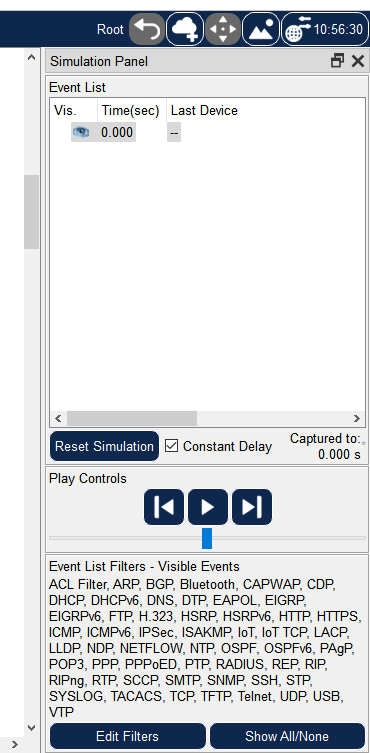 Root
10:56:30
Simulation Panel
Event List
Vis. Time(sec) Last Device
0.000 --
Reset Simulation Constant Delay Captured to:
0.000 s
Play Controls
Event List Filters - Visible Events
ACL Filter, ARP, BGP, Bluetooth, CAPWAP, CDP,
DHCP, DHCPv6, DNS, DTP, EAPOL, EIGRP,
EIGRPv6, FTP, H.323, HSRP, HSRPv6, HTTP, HTTPS,
ICMP, ICMPv6, IPSec, ISAKMP, IoT, IoT TCP, LACP,
LLDP, NDP, NETFLOW, NTP, OSPF, OSPFv6, PAgP,
POP3, PPP, PPPoED, PTP, RADIUS, REP, RIP,
RIPng, RTP, SCCP, SMTP, SNMP, SSH, STP,
SYSLOG, TACACS, TCP, TFTP, Telnet, UDP, USB,
VTP
Edit Filters Show All/None